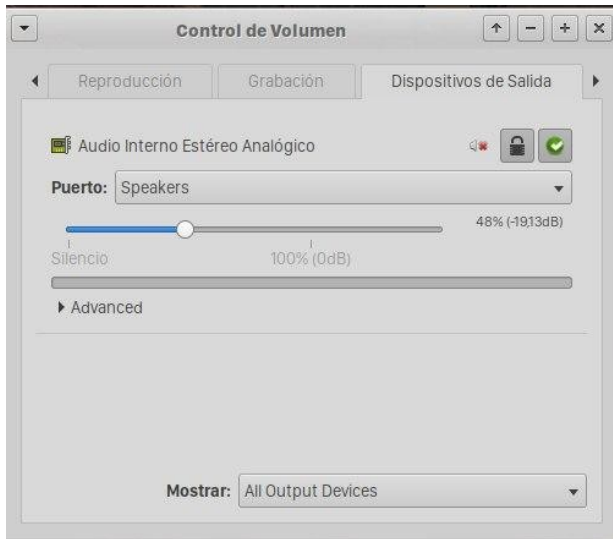 Control de Volumen
Reproducción Grabación Dispositivos de Salida
Audio Interno Estéreo Analógico
Puerto: Speakers
48% (-19,13dB)
Silencio 100% (0dB)
Advanced
Mostrar: All Output Devices